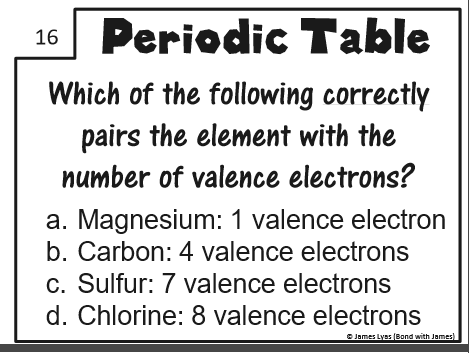 16
Periodic Table
Which of the following correctly
pairs the element with the
number of valence electrons?
a. Magnesium: 1 valence electron
b. Carbon: 4 valence electrons
c. Sulfur: 7 valence electrons
d. Chlorine: 8 valence electrons
© James Lyas (Bond with James)